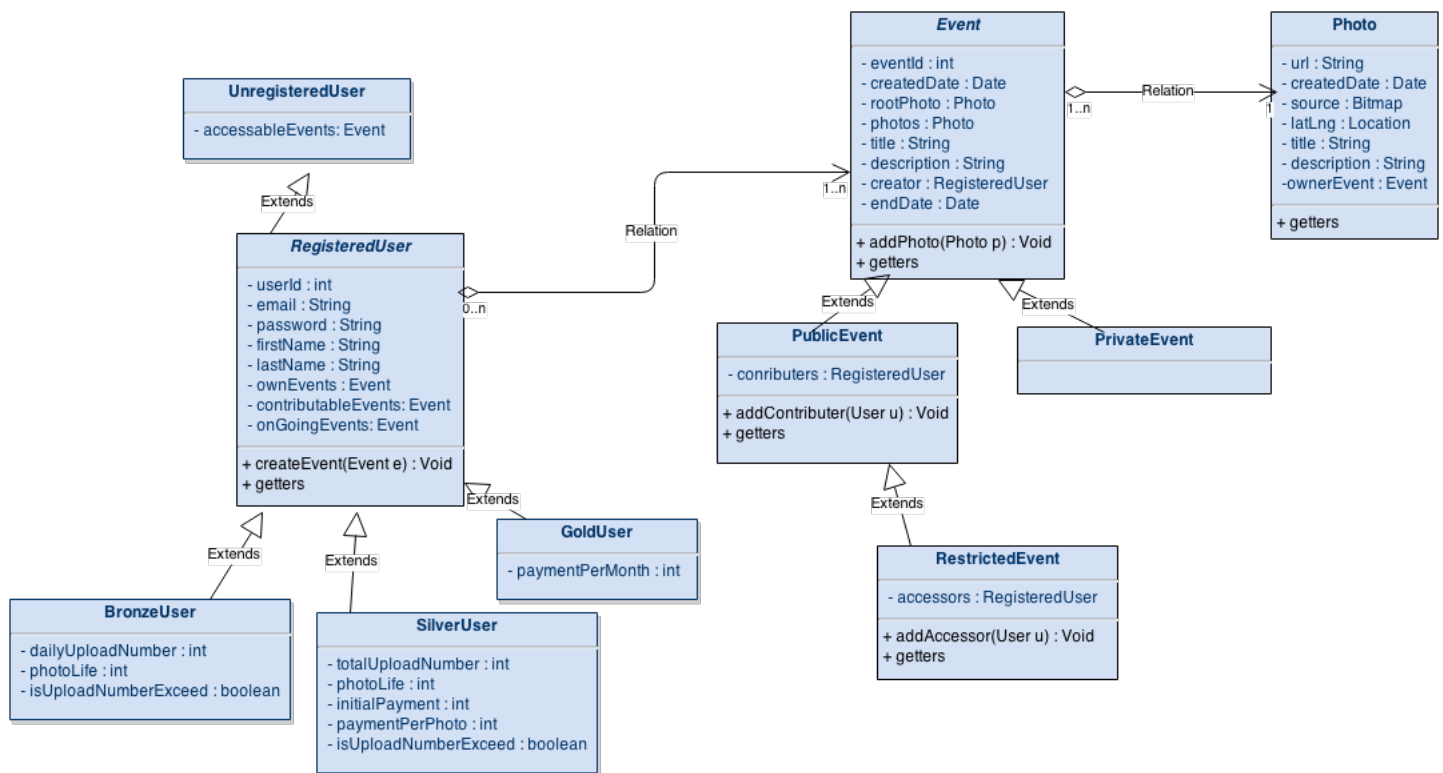 UnregisteredUser
- accessableEvents: Event
Extends
RegisteredUser
- userId : int
- email : String
- password : String
- firstName : String
- lastName : String
- ownEvents : Event
- contributableEvents: Event
- onGoingEvents: Event
+ createEvent(Event e) : Void
+ getters
0..n
Relation
1..n
Extends
BronzeUser
- dailyUploadNumber : int
- photoLife : int
- isUploadNumberExceed : boolean
Extends
SilverUser
- totalUploadNumber : int
- photoLife : int
- initialPayment : int
- paymentPerPhoto : int
- isUploadNumberExceed : boolean
Extends
GoldUser
- paymentPerMonth : int
Event
- eventId : int
- createdDate : Date
- rootPhoto : Photo
- photos : Photo
- title : String
- description : String
- creator : RegisteredUser
- endDate : Date
+ addPhoto(Photo p) : Void
+ getters
1..n
Relation
1
Photo
- url : String
- createdDate : Date
- source : Bitmap
- latLng : Location
- title : String
- description : String
-ownerEvent : Event
+ getters
Extends
PublicEvent
- conributers : RegisteredUser
+ addContributer(User u) : Void
+ getters
Extends
PrivateEvent
Extends
RestrictedEvent
- accessors : RegisteredUser
+ addAccessor(User u) : Void
+ getters